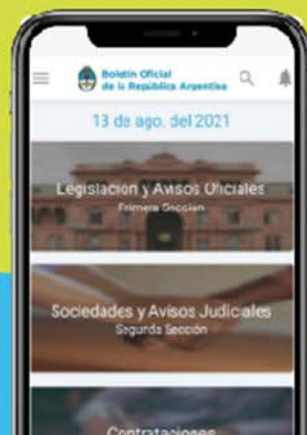 Boletín Oficial
de la República Argentina
13 de ago. del 2021
Legislación y Avisos Oficiales
Primera Sección
Sociedades y Avisos Judiciales
Segunda Sección
Contrataciones